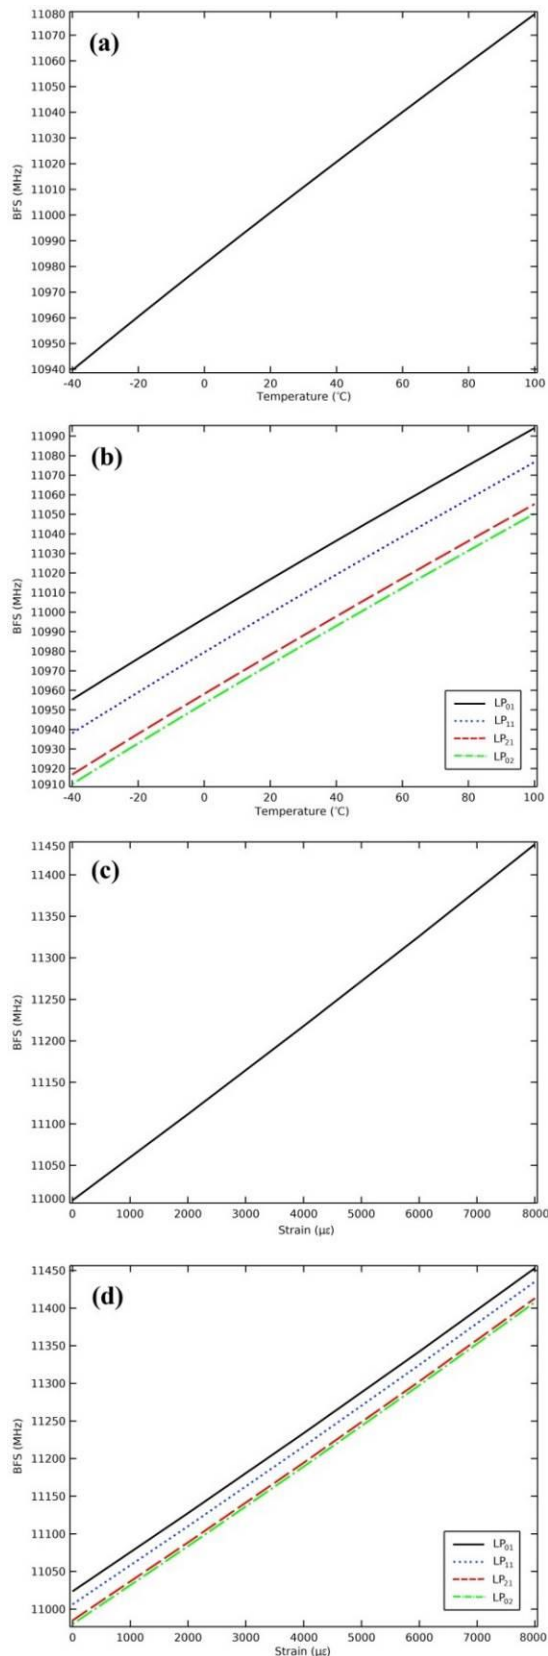 (a)
11080
11070
11060
11050
11040
11030
11020
11010
11000
10990
10980
10970
10960
10950
10940
BFS (MHz)
-40 -20 0 20 40 60 80 100
Temperature (℃)
(b)
11090
11080
11070
11060
11050
11040
11030
11020
11010
11000
10990
10980
10970
10960
10950
10940
10930
10920
10910
BFS (MHz)
LP01
LP11
LP21
LP02
-40 -20 0 20 40 60 80 100
Temperature (℃)
(c)
11450
11400
11350
11300
11250
11200
11150
11100
11050
11000
BFS (MHz)
0 1000 2000 3000 4000 5000 6000 7000 8000
Strain (με)
(d)
11450
11400
11350
11300
11250
11200
11150
11100
11050
11000
BFS (MHz)
LP01
LP11
LP21
LP02
0 1000 2000 3000 4000 5000 6000 7000 8000
Strain (με)